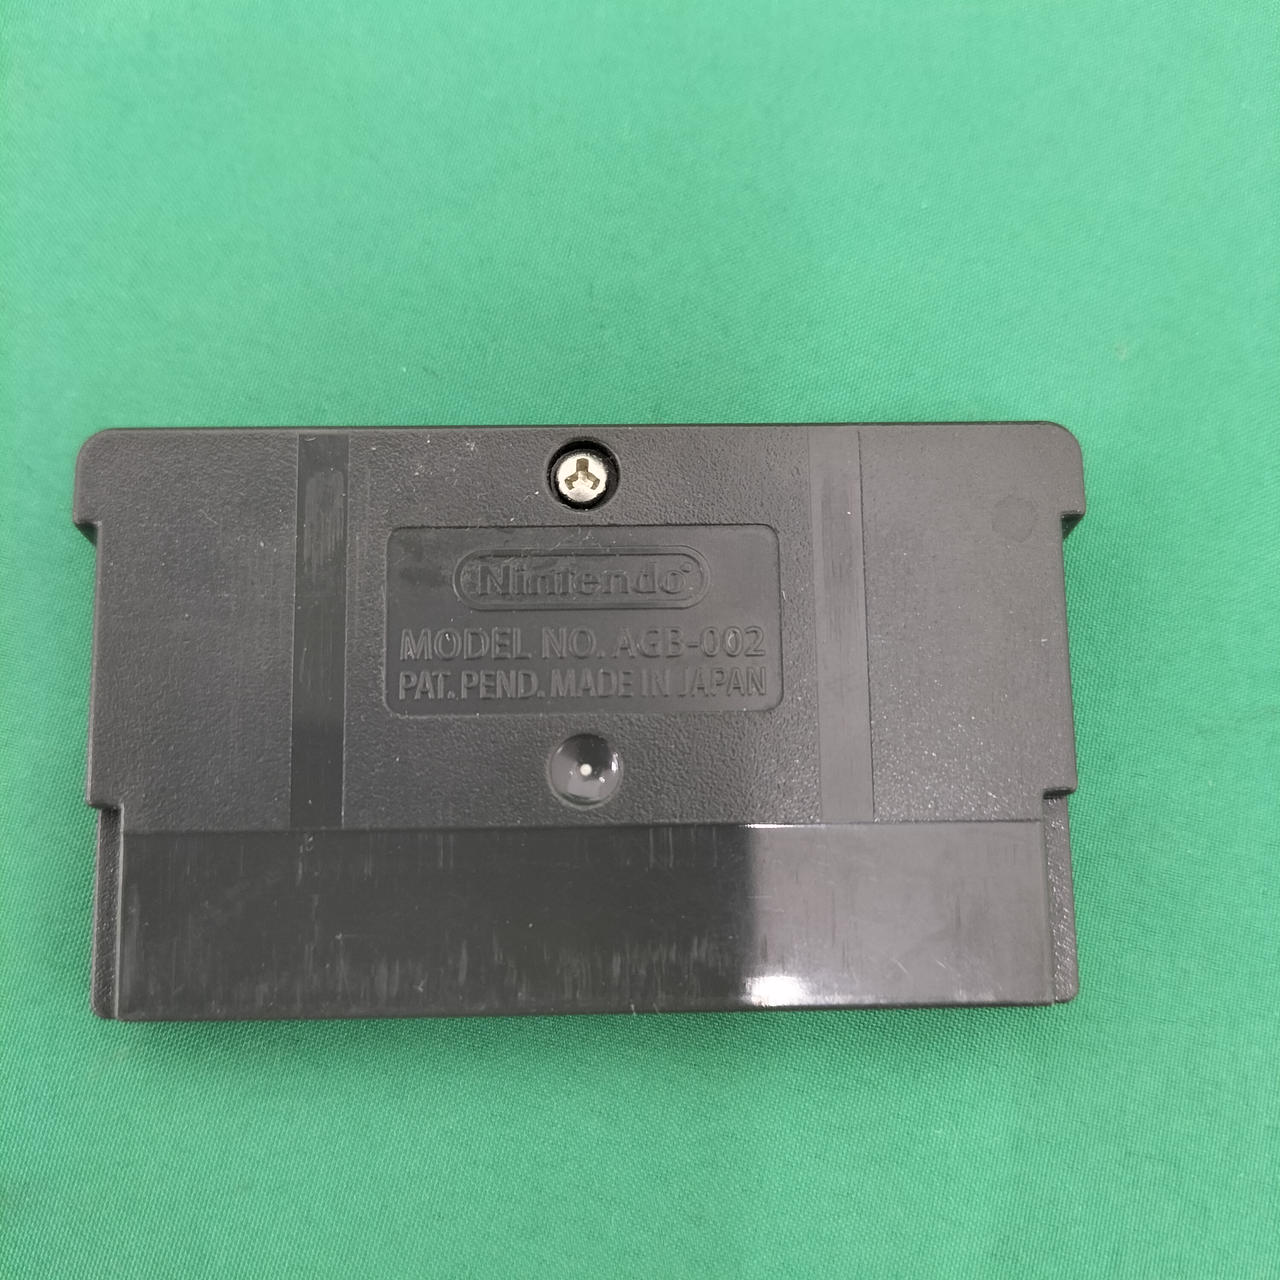 Nintendo
MODEL NO. AGB-002
PAT. PEND. MADE IN JAPAN